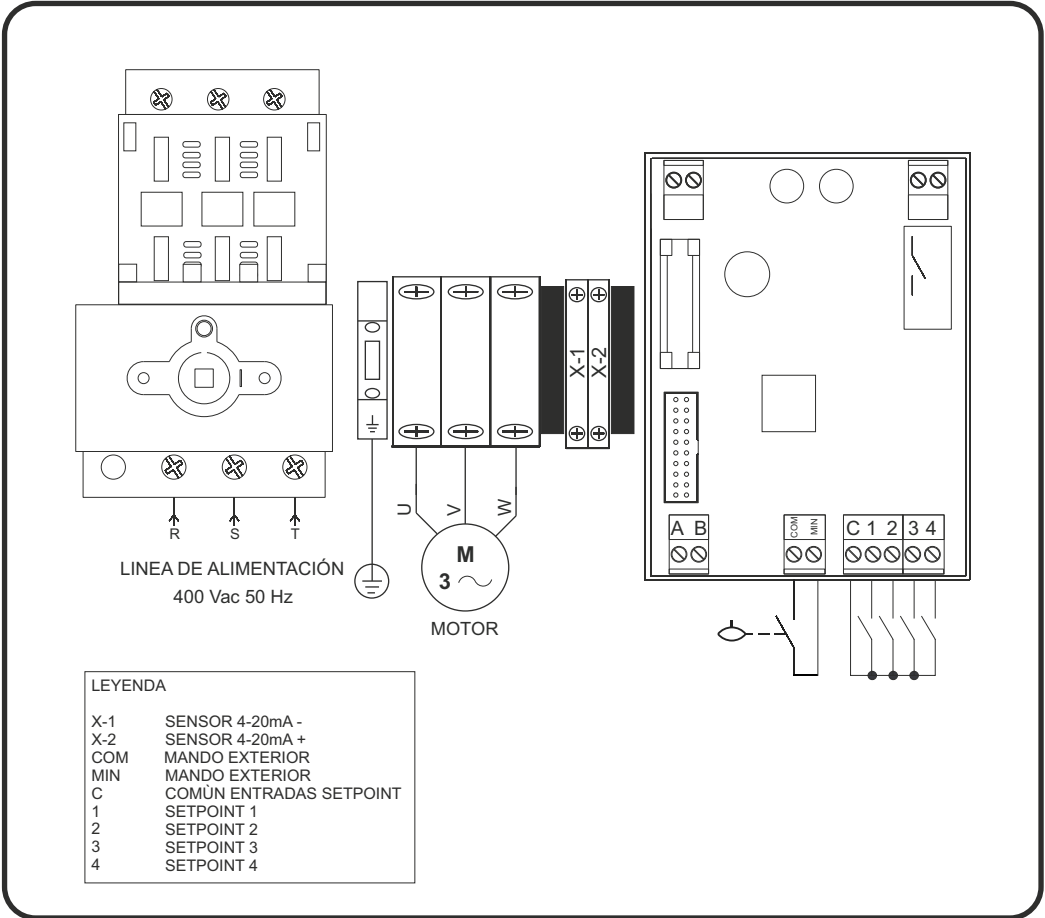 X-1
X-2
A B
COM
MIN
C 1 2 3 4
U
V
W
R
S
T
M
3
LINEA DE ALIMENTACIÓN
400 Vac 50 Hz
MOTOR
LEYENDA
X-1 SENSOR 4-20mA -
X-2 SENSOR 4-20mA +
COM MANDO EXTERIOR
MIN MANDO EXTERIOR
C COMÙN ENTRADAS SETPOINT
1 SETPOINT 1
2 SETPOINT 2
3 SETPOINT 3
4 SETPOINT 4